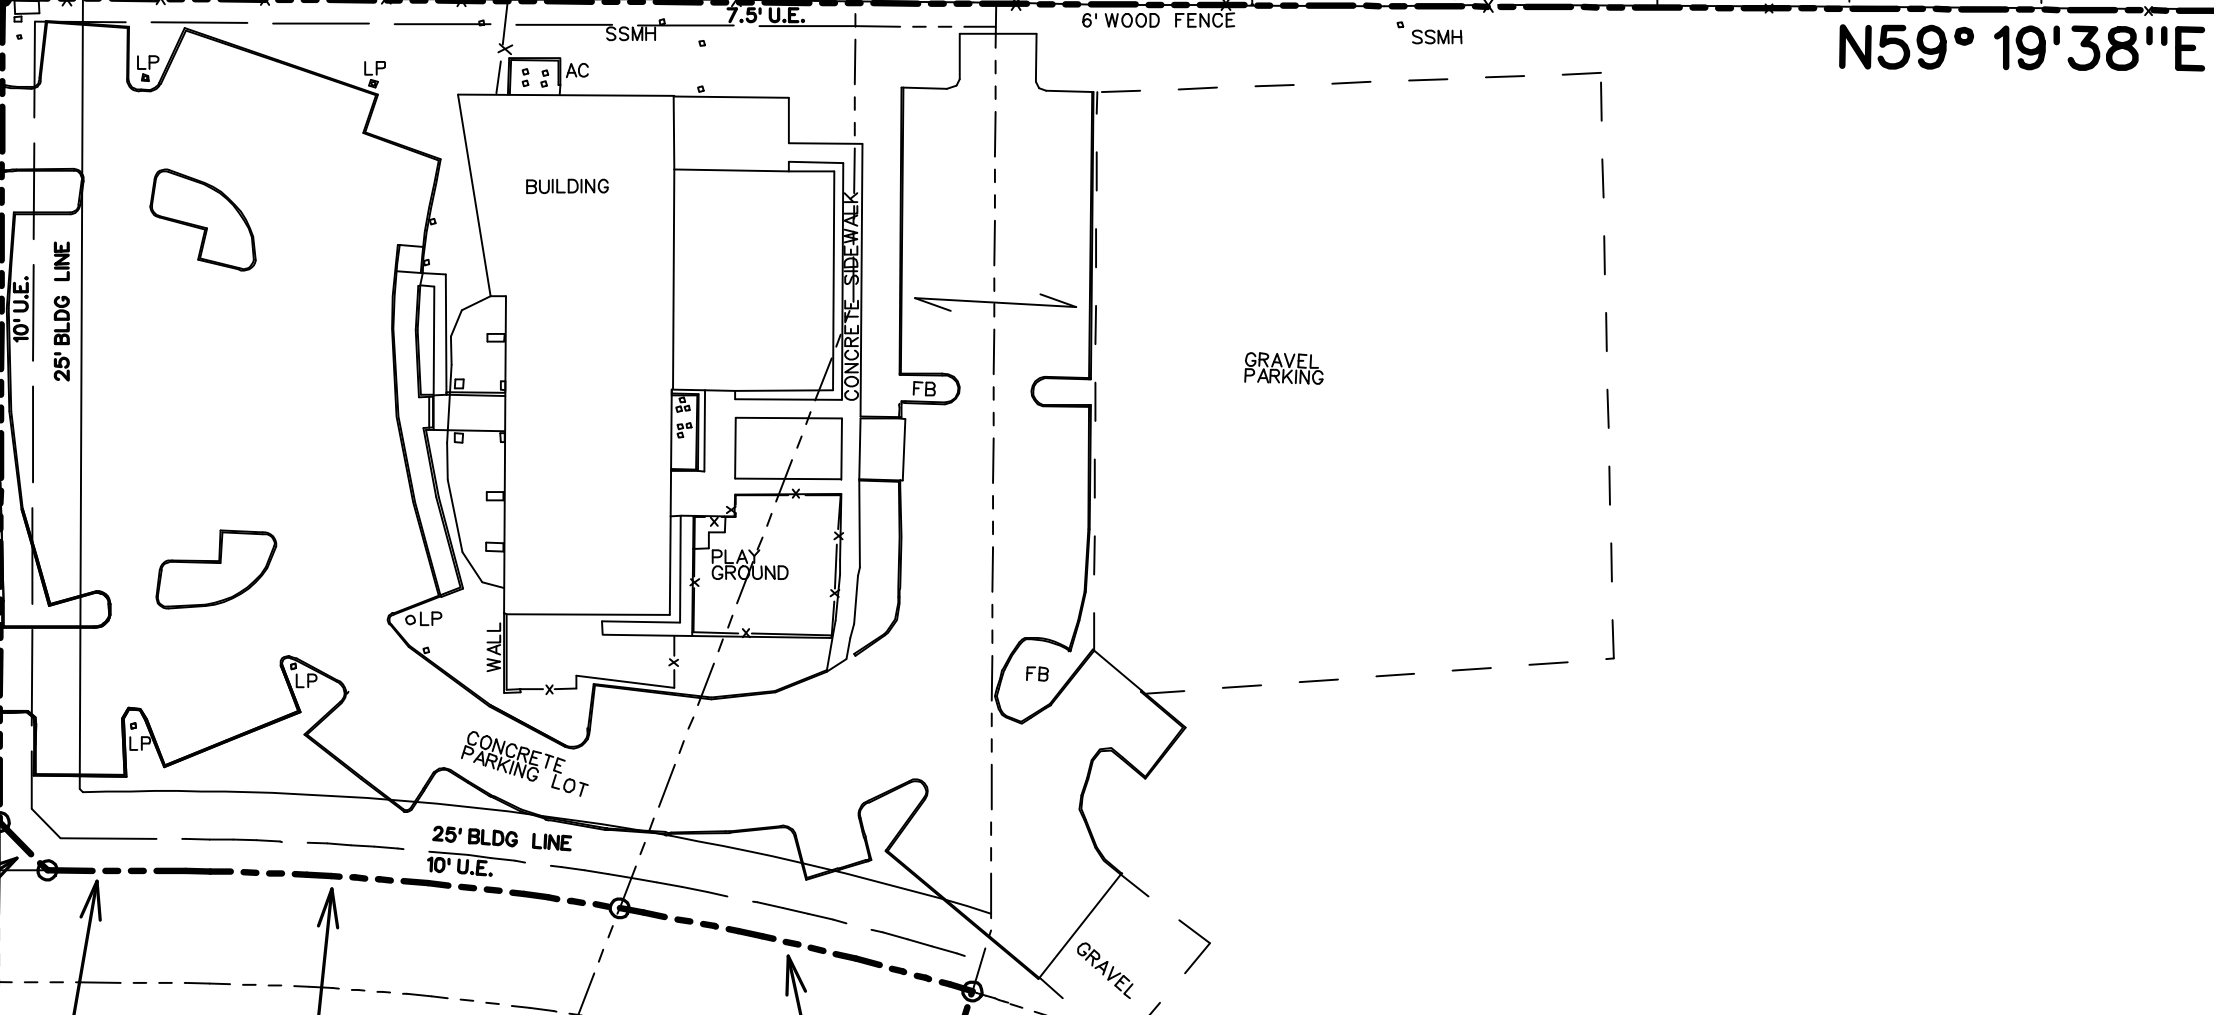 7.5' U.E.
6' WOOD FENCE
SSMH
SSMH
N59° 19'38"E
LP
LP
AC
BUILDING
CONCRETE SIDEWALK
10' U.E.
25' BLDG LINE
GRAVEL
PARKING
FB
PLAY
GROUND
LP
WALL
LP
FB
LP
CONCRETE
PARKING LOT
25' BLDG LINE
10' U.E.
GRAVEL